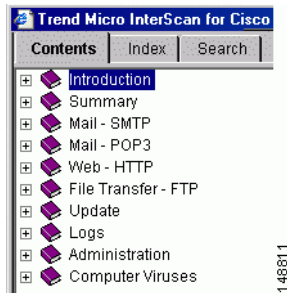 Trend Micro InterScan for Cisco
Contents Index Search
Introduction
Summary
Mail - SMTP
Mail - POP3
Web - HTTP
File Transfer - FTP
Update
Logs
Administration
Computer Viruses
148811